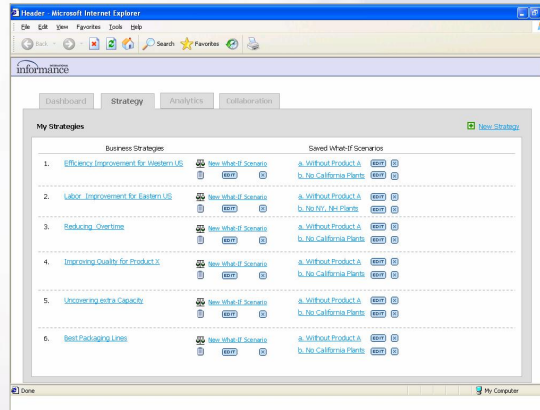 Header - Microsoft Internet Explorer
File Edit View Favorites Tools Help
Back Search Favorites
informance
Dashboard Strategy Analytics Collaboration
My Strategies New Strategy
Business Strategies Saved What-If Scenarios
1. Efficiency Improvement for Western US New What-If Scenario a. Without Product A EDIT
EDIT b. No California Plants EDIT
2. Labor Improvement for Eastern US New What-If Scenario a. Without Product A EDIT
EDIT b. No NY, NH Plants EDIT
3. Reducing Overtime New What-If Scenario a. Without Product A EDIT
EDIT b. No California Plants EDIT
4. Improving Quality for Product X New What-If Scenario a. Without Product A EDIT
EDIT b. No California Plants EDIT
5. Uncovering extra Capacity New What-If Scenario a. Without Product A EDIT
EDIT b. No California Plants EDIT
6. Best Packaging Lines New What-If Scenario a. Without Product A EDIT
EDIT b. No California Plants EDIT
Done My Computer